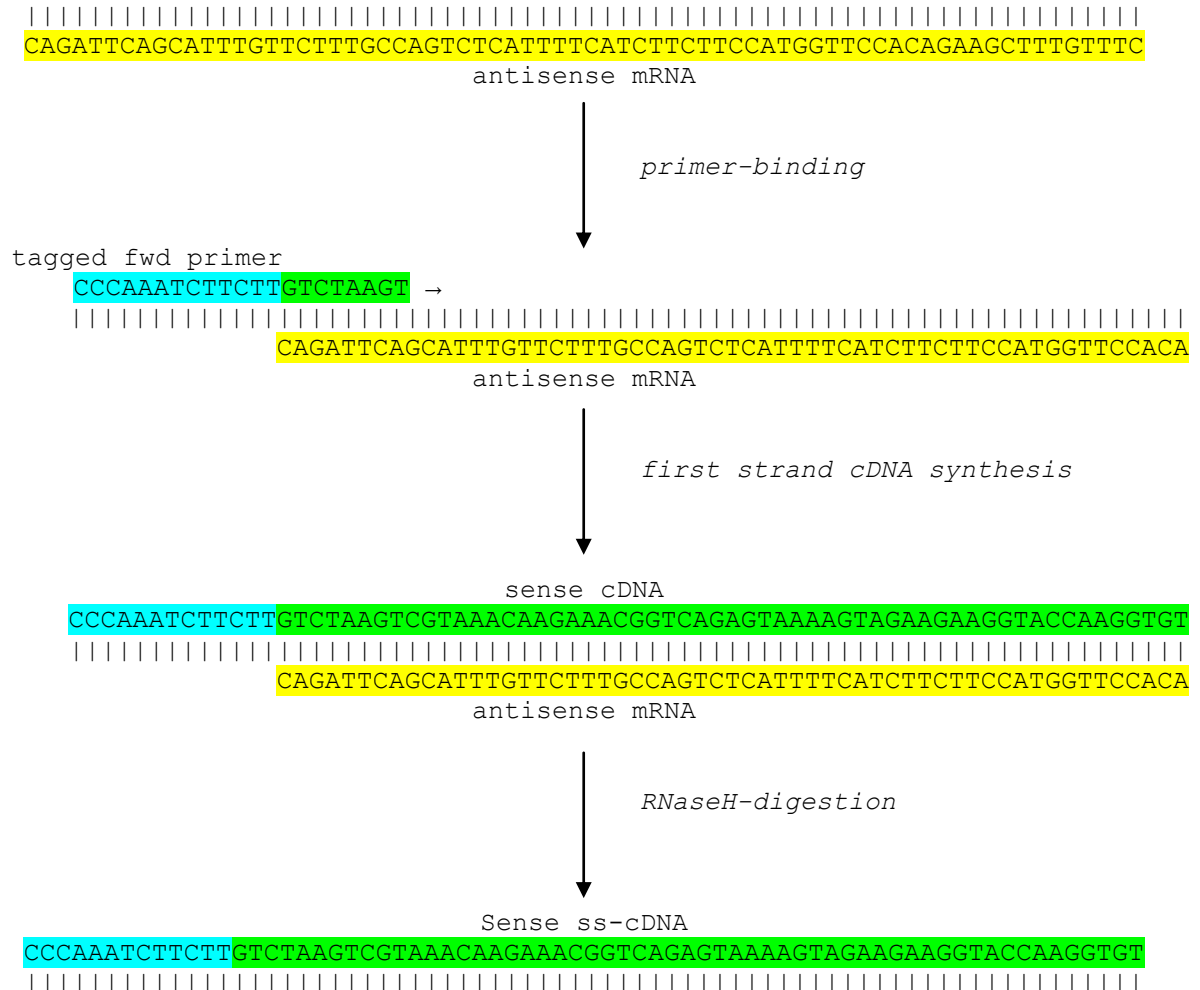 | | | | | | | | | | | | | | | | | | | | | | | | | | | | | | | | | | | | | | | | | | | | | | | | | | | | | | | | | | | | | | | | | | | | | |
CAGATTCAGCATTTGTTCTTTGCCAGTCTCATTTTCATCTTCTTCCATGGTTCCACAGAAGCTTTGTTTC
antisense mRNA
primer-binding
tagged fwd primer
CCCAAATCTTCTTGTCTAAGT →
| | | | | | | | | | | | | | | | | | | | | | | | | | | | | | | | | | | | | | | | | | | | | | | | | | | | | | | | | | | | | | | | | | | | | |
CAGATTCAGCATTTGTTCTTTGCCAGTCTCATTTTCATCTTCTTCCATGGTTCCACA
antisense mRNA
first strand cDNA synthesis
sense cDNA
CCCAAATCTTCTTGTCTAAGTCGTAAACAAGAAACGGTCAGAGTAAAAGTAGAAGAAGGTACCAAGGTGT
| | | | | | | | | | | | | | | | | | | | | | | | | | | | | | | | | | | | | | | | | | | | | | | | | | | | | | | | | | | | | | | | | | | | | |
CAGATTCAGCATTTGTTCTTTGCCAGTCTCATTTTCATCTTCTTCCATGGTTCCACA
antisense mRNA
RNaseH-digestion
Sense ss-cDNA
CCCAAATCTTCTTGTCTAAGTCGTAAACAAGAAACGGTCAGAGTAAAAGTAGAAGAAGGTACCAAGGTGT
| | | | | | | | | | | | | | | | | | | | | | | | | | | | | | | | | | | | | | | | | | | | | | | | | | | | | | | | | | | | | | | | | | | | | |